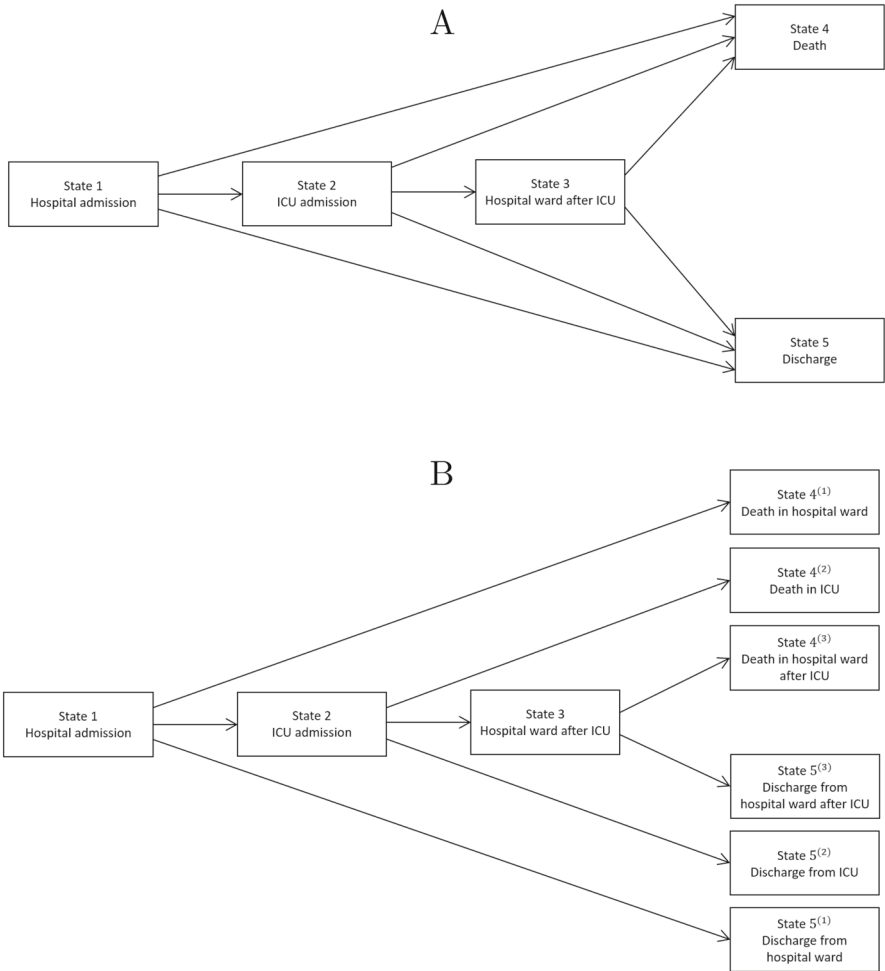 A
State 4
Death
State 1
Hospital admission
State 2
ICU admission
State 3
Hospital ward after ICU
State 5
Discharge
B
State 4⁽¹⁾
Death in hospital ward
State 4⁽²⁾
Death in ICU
State 4⁽³⁾
Death in hospital ward
after ICU
State 1
Hospital admission
State 2
ICU admission
State 3
Hospital ward after ICU
State 5⁽³⁾
Discharge from
hospital ward after ICU
State 5⁽²⁾
Discharge from ICU
State 5⁽¹⁾
Discharge from
hospital ward